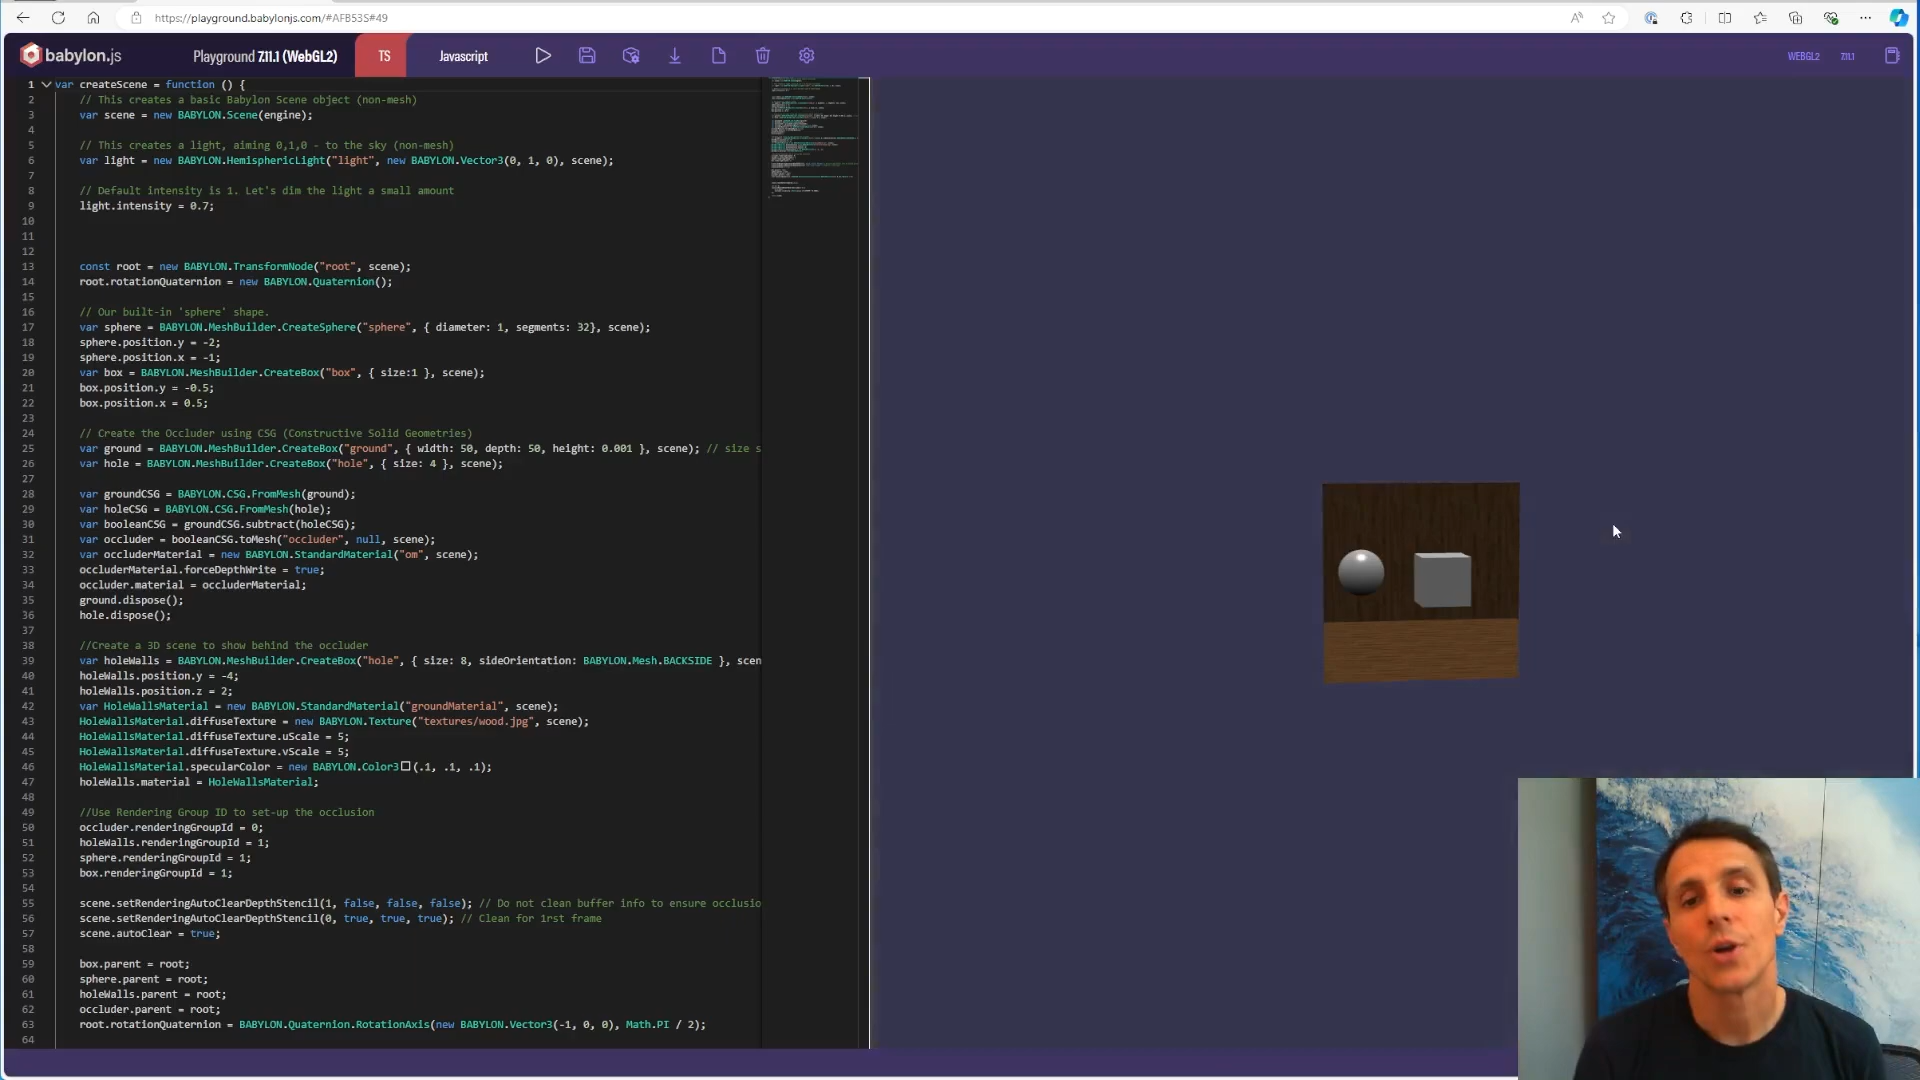 https://playground.babylonjs.com/#AFB53S#49
babylon.js
Playground 7.11.1 (WebGL2)
TS
Javascript
WEBGL2
7.11.1
1 var createScene = function () {
2 // This creates a basic Babylon Scene object (non-mesh)
3 var scene = new BABYLON.Scene(engine);
4
5 // This creates a light, aiming 0,1,0 - to the sky (non-mesh)
6 var light = new BABYLON.HemisphericLight("light", new BABYLON.Vector3(0, 1, 0), scene);
7
8 // Default intensity is 1. Let's dim the light a small amount
9 light.intensity = 0.7;
10
11
12
13 const root = new BABYLON.TransformNode("root", scene);
14 root.rotationQuaternion = new BABYLON.Quaternion();
15
16 // Our built-in 'sphere' shape.
17 var sphere = BABYLON.MeshBuilder.CreateSphere("sphere", { diameter: 1, segments: 32}, scene);
18 sphere.position.y = -2;
19 sphere.position.x = -1;
20 var box = BABYLON.MeshBuilder.CreateBox("box", { size:1 }, scene);
21 box.position.y = -0.5;
22 box.position.x = 0.5;
23
24 // Create the Occluder using CSG (Constructive Solid Geometries)
25 var ground = BABYLON.MeshBuilder.CreateBox("ground", { width: 50, depth: 50, height: 0.001 }, scene); // size s
26 var hole = BABYLON.MeshBuilder.CreateBox("hole", { size: 4 }, scene);
27
28 var groundCSG = BABYLON.CSG.FromMesh(ground);
29 var holeCSG = BABYLON.CSG.FromMesh(hole);
30 var booleanCSG = groundCSG.subtract(holeCSG);
31 var occluder = booleanCSG.toMesh("occluder", null, scene);
32 var occluderMaterial = new BABYLON.StandardMaterial("om", scene);
33 occluderMaterial.forceDepthWrite = true;
34 occluder.material = occluderMaterial;
35 ground.dispose();
36 hole.dispose();
37
38 //Create a 3D scene to show behind the occluder
39 var holeWalls = BABYLON.MeshBuilder.CreateBox("hole", { size: 8, sideOrientation: BABYLON.Mesh.BACKSIDE }, scen
40 holeWalls.position.y = -4;
41 holeWalls.position.z = 2;
42 var HoleWallsMaterial = new BABYLON.StandardMaterial("groundMaterial", scene);
43 HoleWallsMaterial.diffuseTexture = new BABYLON.Texture("textures/wood.jpg", scene);
44 HoleWallsMaterial.diffuseTexture.uScale = 5;
45 HoleWallsMaterial.diffuseTexture.vScale = 5;
46 HoleWallsMaterial.specularColor = new BABYLON.Color3(.1, .1, .1);
47 holeWalls.material = HoleWallsMaterial;
48
49 //Use Rendering Group ID to set-up the occlusion
50 occluder.renderingGroupId = 0;
51 holeWalls.renderingGroupId = 1;
52 sphere.renderingGroupId = 1;
53 box.renderingGroupId = 1;
54
55 scene.setRenderingAutoClearDepthStencil(1, false, false, false); // Do not clean buffer info to ensure occlusio
56 scene.setRenderingAutoClearDepthStencil(0, true, true, true); // Clean for 1rst frame
57 scene.autoClear = true;
58
59 box.parent = root;
60 sphere.parent = root;
61 holeWalls.parent = root;
62 occluder.parent = root;
63 root.rotationQuaternion = BABYLON.Quaternion.RotationAxis(new BABYLON.Vector3(-1, 0, 0), Math.PI / 2);
64